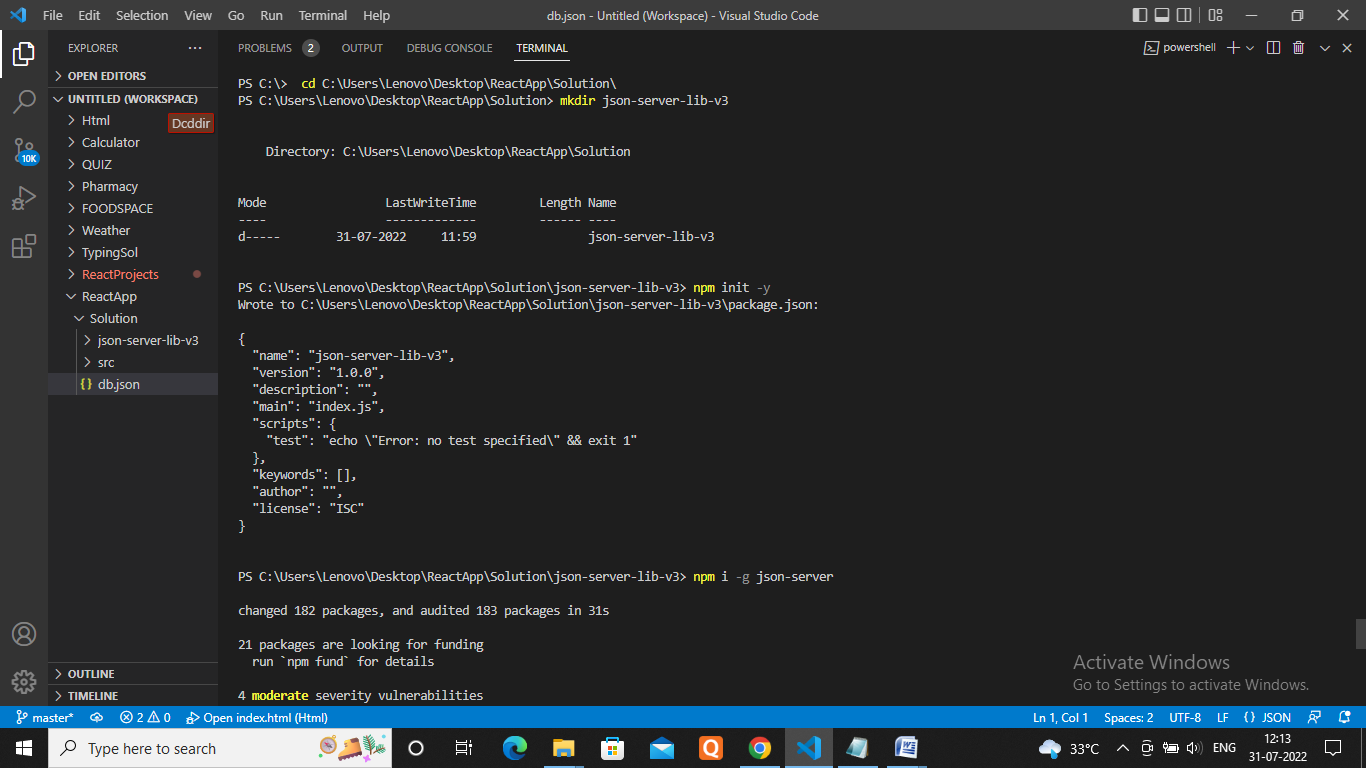 File Edit Selection View Go Run Terminal Help
db.json - Untitled (Workspace) - Visual Studio Code
EXPLORER
OPEN EDITORS
UNTITLED (WORKSPACE)
Html
Dcddir
Calculator
QUIZ
Pharmacy
FOODSPACE
Weather
TypingSol
ReactProjects
ReactApp
Solution
json-server-lib-v3
src
{} db.json
OUTLINE
TIMELINE
10K
PROBLEMS 2 OUTPUT DEBUG CONSOLE TERMINAL
powershell
PS C:\> cd C:\Users\Lenovo\Desktop\ReactApp\Solution\
PS C:\Users\Lenovo\Desktop\ReactApp\Solution> mkdir json-server-lib-v3
Directory: C:\Users\Lenovo\Desktop\ReactApp\Solution
Mode LastWriteTime Length Name
---- ------------- ------ ----
d----- 31-07-2022 11:59 json-server-lib-v3
PS C:\Users\Lenovo\Desktop\ReactApp\Solution\json-server-lib-v3> npm init -y
Wrote to C:\Users\Lenovo\Desktop\ReactApp\Solution\json-server-lib-v3\package.json:
{
"name": "json-server-lib-v3",
"version": "1.0.0",
"description": "",
"main": "index.js",
"scripts": {
"test": "echo \"Error: no test specified\" && exit 1"
},
"keywords": [],
"author": "",
"license": "ISC"
}
PS C:\Users\Lenovo\Desktop\ReactApp\Solution\json-server-lib-v3> npm i -g json-server
changed 182 packages, and audited 183 packages in 31s
21 packages are looking for funding
run `npm fund` for details
4 moderate severity vulnerabilities
Activate Windows
Go to Settings to activate Windows.
master* 2 0 Open index.html (Html)
Ln 1, Col 1 Spaces: 2 UTF-8 LF {} JSON
Type here to search
33°C
ENG
12:13
31-07-2022